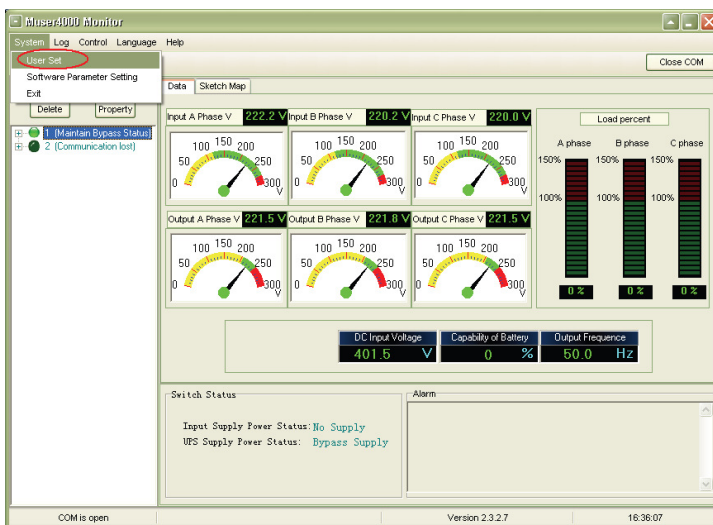 Muser4000 Monitor
System Log Control Language Help
User Set
Software Parameter Setting
Exit
Close COM
Delete Property
Data Sketch Map
1 (Maintain Bypass Status)
2 (Communication lost)
Input A Phase V 222.2 V Input B Phase V 220.2 V Input C Phase V 220.0 V
0 50 100 150 200 250 300 V
0 50 100 150 200 250 300 V
0 50 100 150 200 250 300 V
Output A Phase V 221.5 V Output B Phase V 221.8 V Output C Phase V 221.5 V
0 50 100 150 200 250 300 V
0 50 100 150 200 250 300 V
0 50 100 150 200 250 300 V
Load percent
A phase B phase C phase
150% 150% 150%
100% 100% 100%
0 % 0 % 0 %
DC Input Voltage Capability of Battery Output Frequence
401.5 V 0 % 50.0 Hz
Switch Status
Input Supply Power Status: No Supply
UPS Supply Power Status: Bypass Supply
Alarm
COM is open Version 2.3.2.7 16:36:07